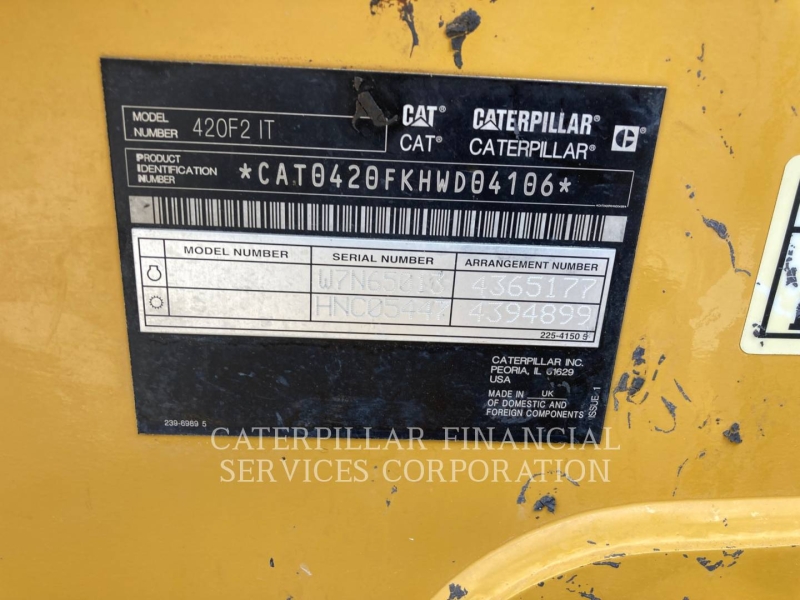 MODEL NUMBER 420F2 IT
CAT CATERPILLAR
CAT® CATERPILLAR®
PRODUCT IDENTIFICATION NUMBER *CAT0420FKHWD04106*
MODEL NUMBER SERIAL NUMBER ARRANGEMENT NUMBER
4365177
4394899
225-4150 5
CATERPILLAR INC.
PEORIA, IL 61629
USA
MADE IN UK
OF DOMESTIC AND
FOREIGN COMPONENTS
ISSUE 1
239-6989 5
CATERPILLAR FINANCIAL
SERVICES CORPORATION